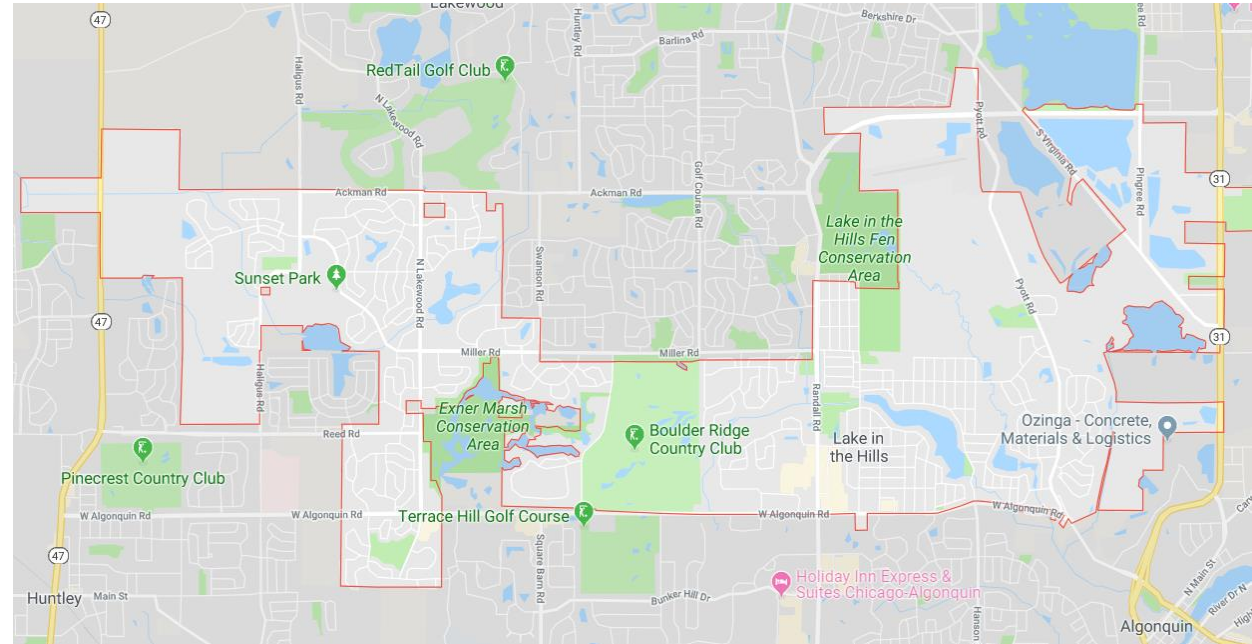 47
Lakewood
Huntley Rd
Berkshire Dr
Barlina Rd
RedTail Golf Club
Haligus Rd
N Lakewood Rd
Pyott Rd
S Virginia Rd
Pingree Rd
31
Ackman Rd
Ackman Rd
Golf Course Rd
Lake in the
Hills Fen
Conservation
Area
Sunset Park
N Lakewood Rd
Swanson Rd
Pyott Rd
47
31
Miller Rd
Miller Rd
Haligus Rd
Randall Rd
Exner Marsh
Conservation
Area
Reed Rd
Boulder Ridge
Country Club
Lake in
the Hills
Ozinga - Concrete,
Materials & Logistics
Pinecrest Country Club
W Algonquin Rd
W Algonquin Rd
Terrace Hill Golf Course
W Algonquin Rd
W Algonquin Rd
47
Square Barn Rd
Holiday Inn Express &
Suites Chicago-Algonquin
Huntley
Main St
Bunker Hill Dr
Hanson
N Main St
River Dr N
Algonquin